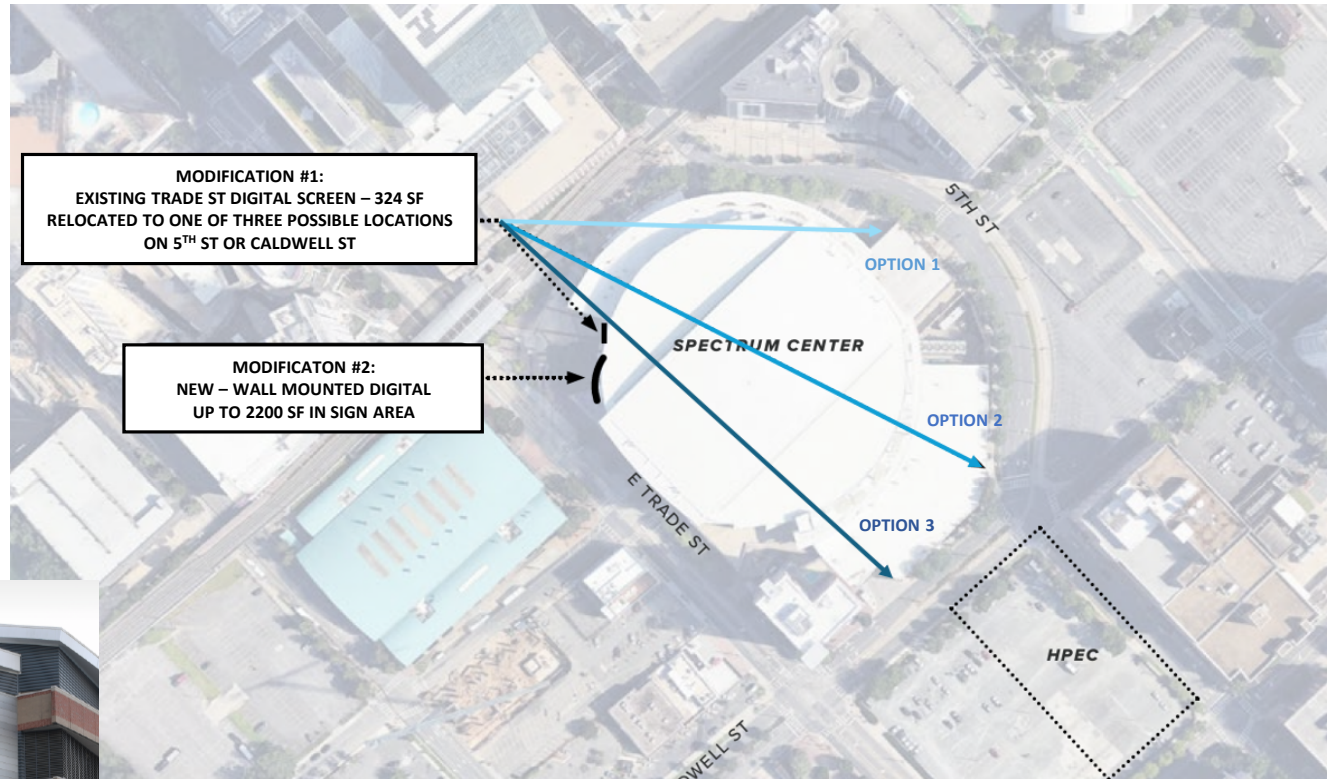 MODIFICATION #1:
EXISTING TRADE ST DIGITAL SCREEN – 324 SF
RELOCATED TO ONE OF THREE POSSIBLE LOCATIONS
ON 5TH ST OR CALDWELL ST
5TH ST
OPTION 1
SPECTRUM CENTER
MODIFICATON #2:
NEW – WALL MOUNTED DIGITAL
UP TO 2200 SF IN SIGN AREA
OPTION 2
E TRADE ST
OPTION 3
HPEC
DWELL ST